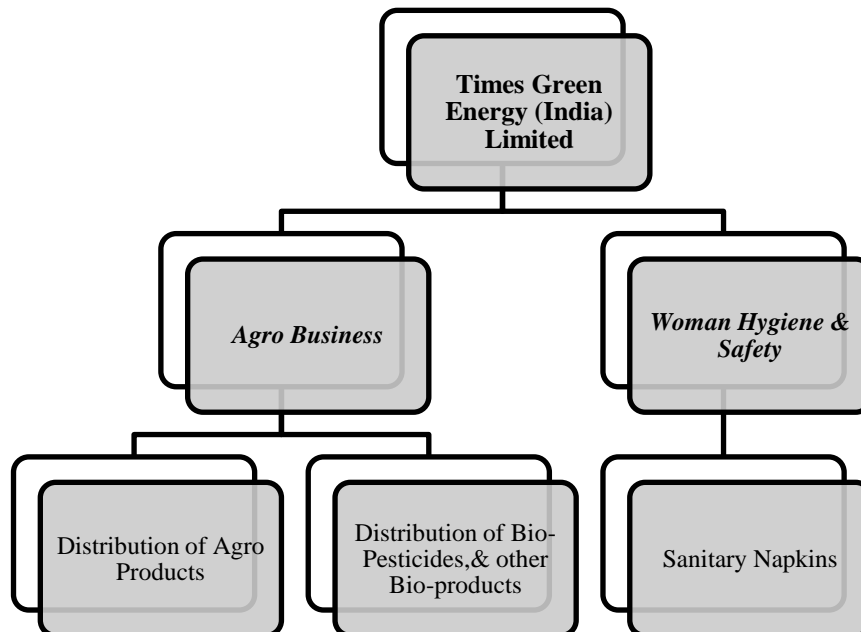 Times Green
Energy (India)
Limited
Agro Business
Woman Hygiene &
Safety
Distribution of Agro
Products
Distribution of Bio-
Pesticides,& other
Bio-products
Sanitary Napkins